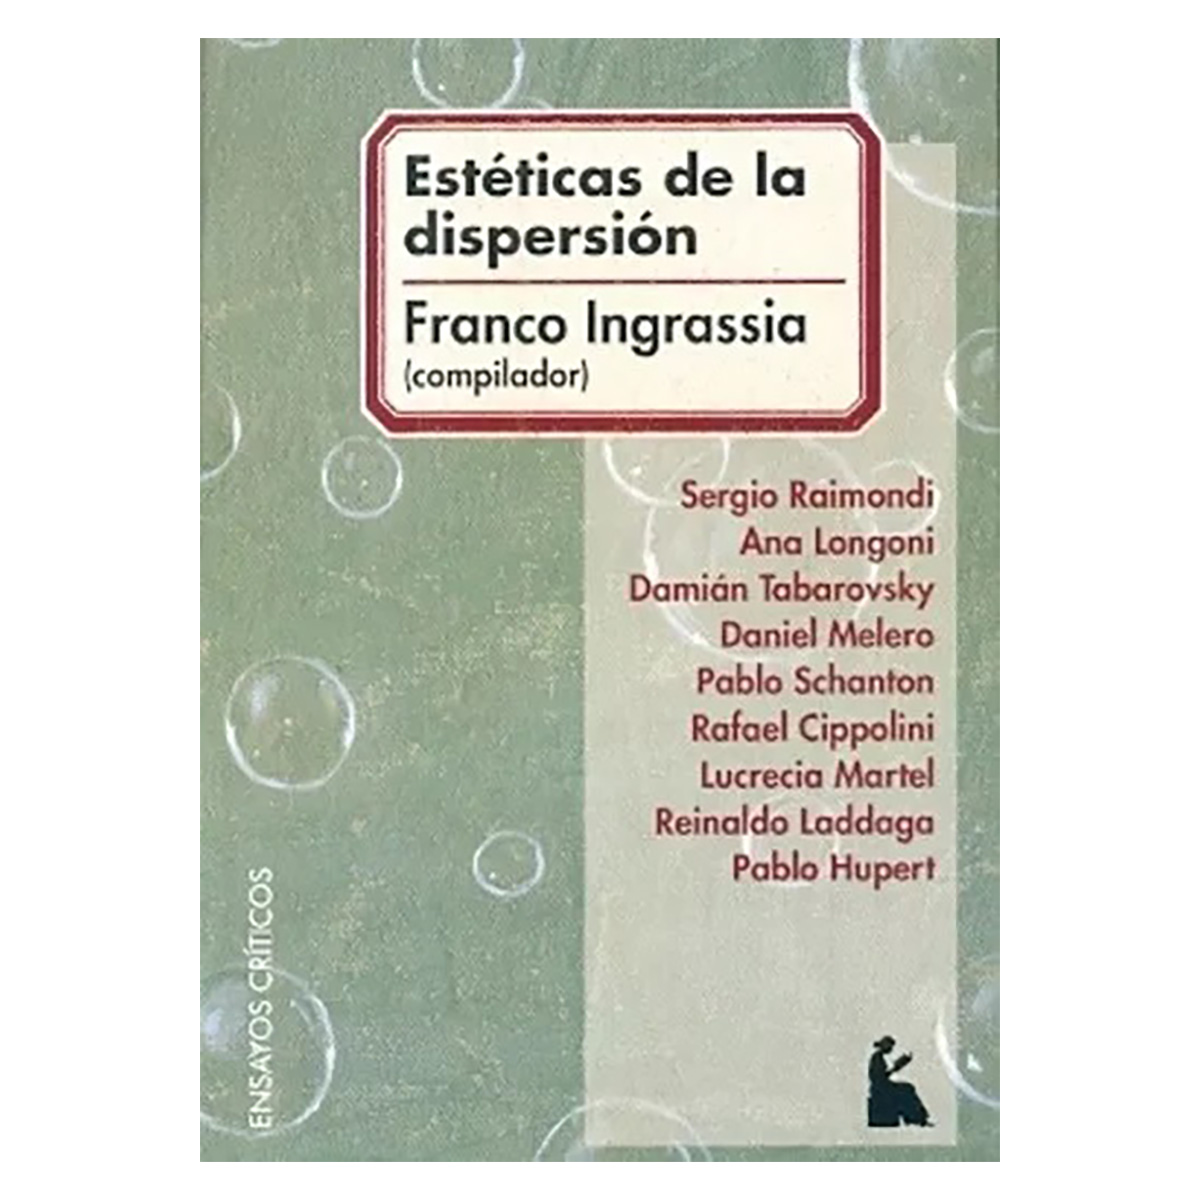 Estéticas de la
dispersión
Franco Ingrassia
(compilador)
Sergio Raimondi
Ana Longoni
Damián Tabarovsky
Daniel Melero
Pablo Schanton
Rafael Cippolini
Lucrecia Martel
Reinaldo Laddaga
Pablo Hupert
ENSAYOS CRÍTICOS